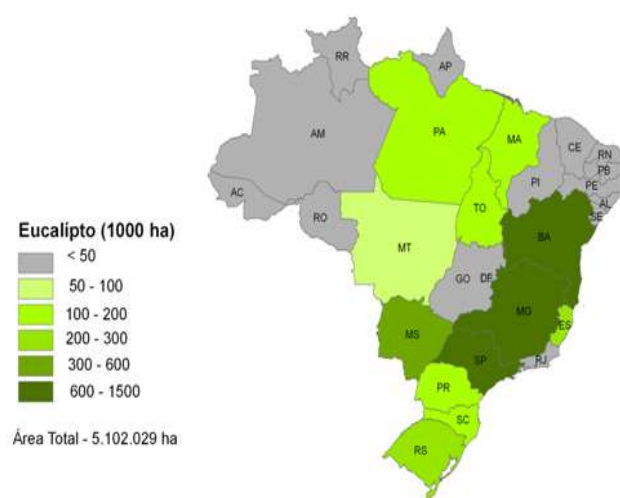 RR
AP
AM
PA
MA
CE
RN
PB
PE
AL
SE
PI
AC
RO
TO
BA
MT
GO
DF
MG
ES
MS
SP
RJ
PR
SC
RS
Eucalípto (1000 ha)
< 50
50 - 100
100 - 200
200 - 300
300 - 600
600 - 1500
Área Total - 5.102.029 ha